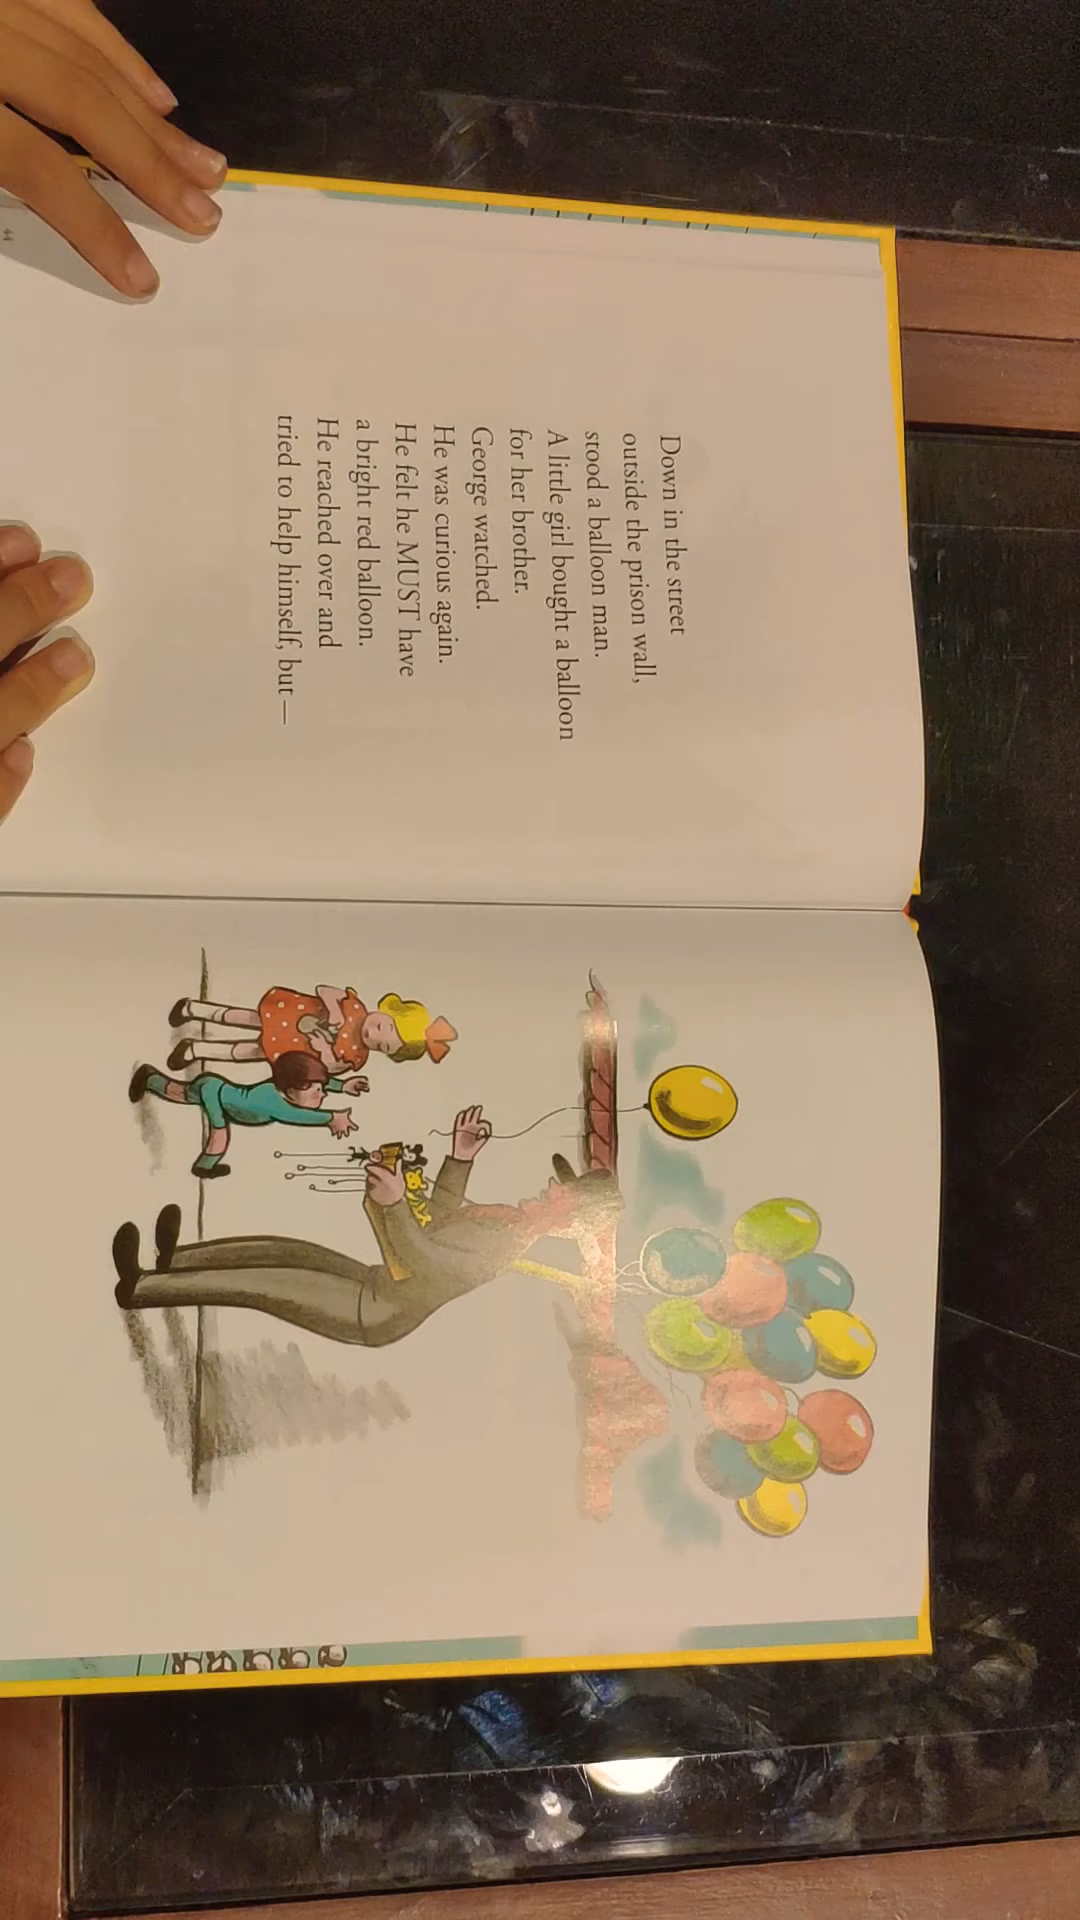 Down in the street
outside the prison wall,
stood a balloon man.
A little girl bought a balloon
for her brother.
George watched.
He was curious again.
He felt he MUST have
a bright red balloon.
He reached over and
tried to help himself, but—
44